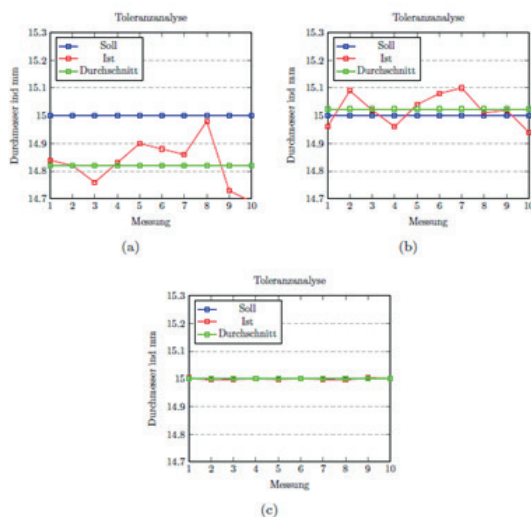 Toleranzanalyse
15.3
15.2
15.1
15
14.9
14.8
14.7
Durchmesser ind mm
Soll
Ist
Durchschnitt
1 2 3 4 5 6 7 8 9 10
Messung
(a)
Toleranzanalyse
15.3
15.2
15.1
15
14.9
14.8
14.7
Durchmesser ind mm
Soll
Ist
Durchschnitt
1 2 3 4 5 6 7 8 9 10
Messung
(b)
Toleranzanalyse
15.3
15.2
15.1
15
14.9
14.8
14.7
Durchmesser ind mm
Soll
Ist
Durchschnitt
1 2 3 4 5 6 7 8 9 10
Messung
(c)